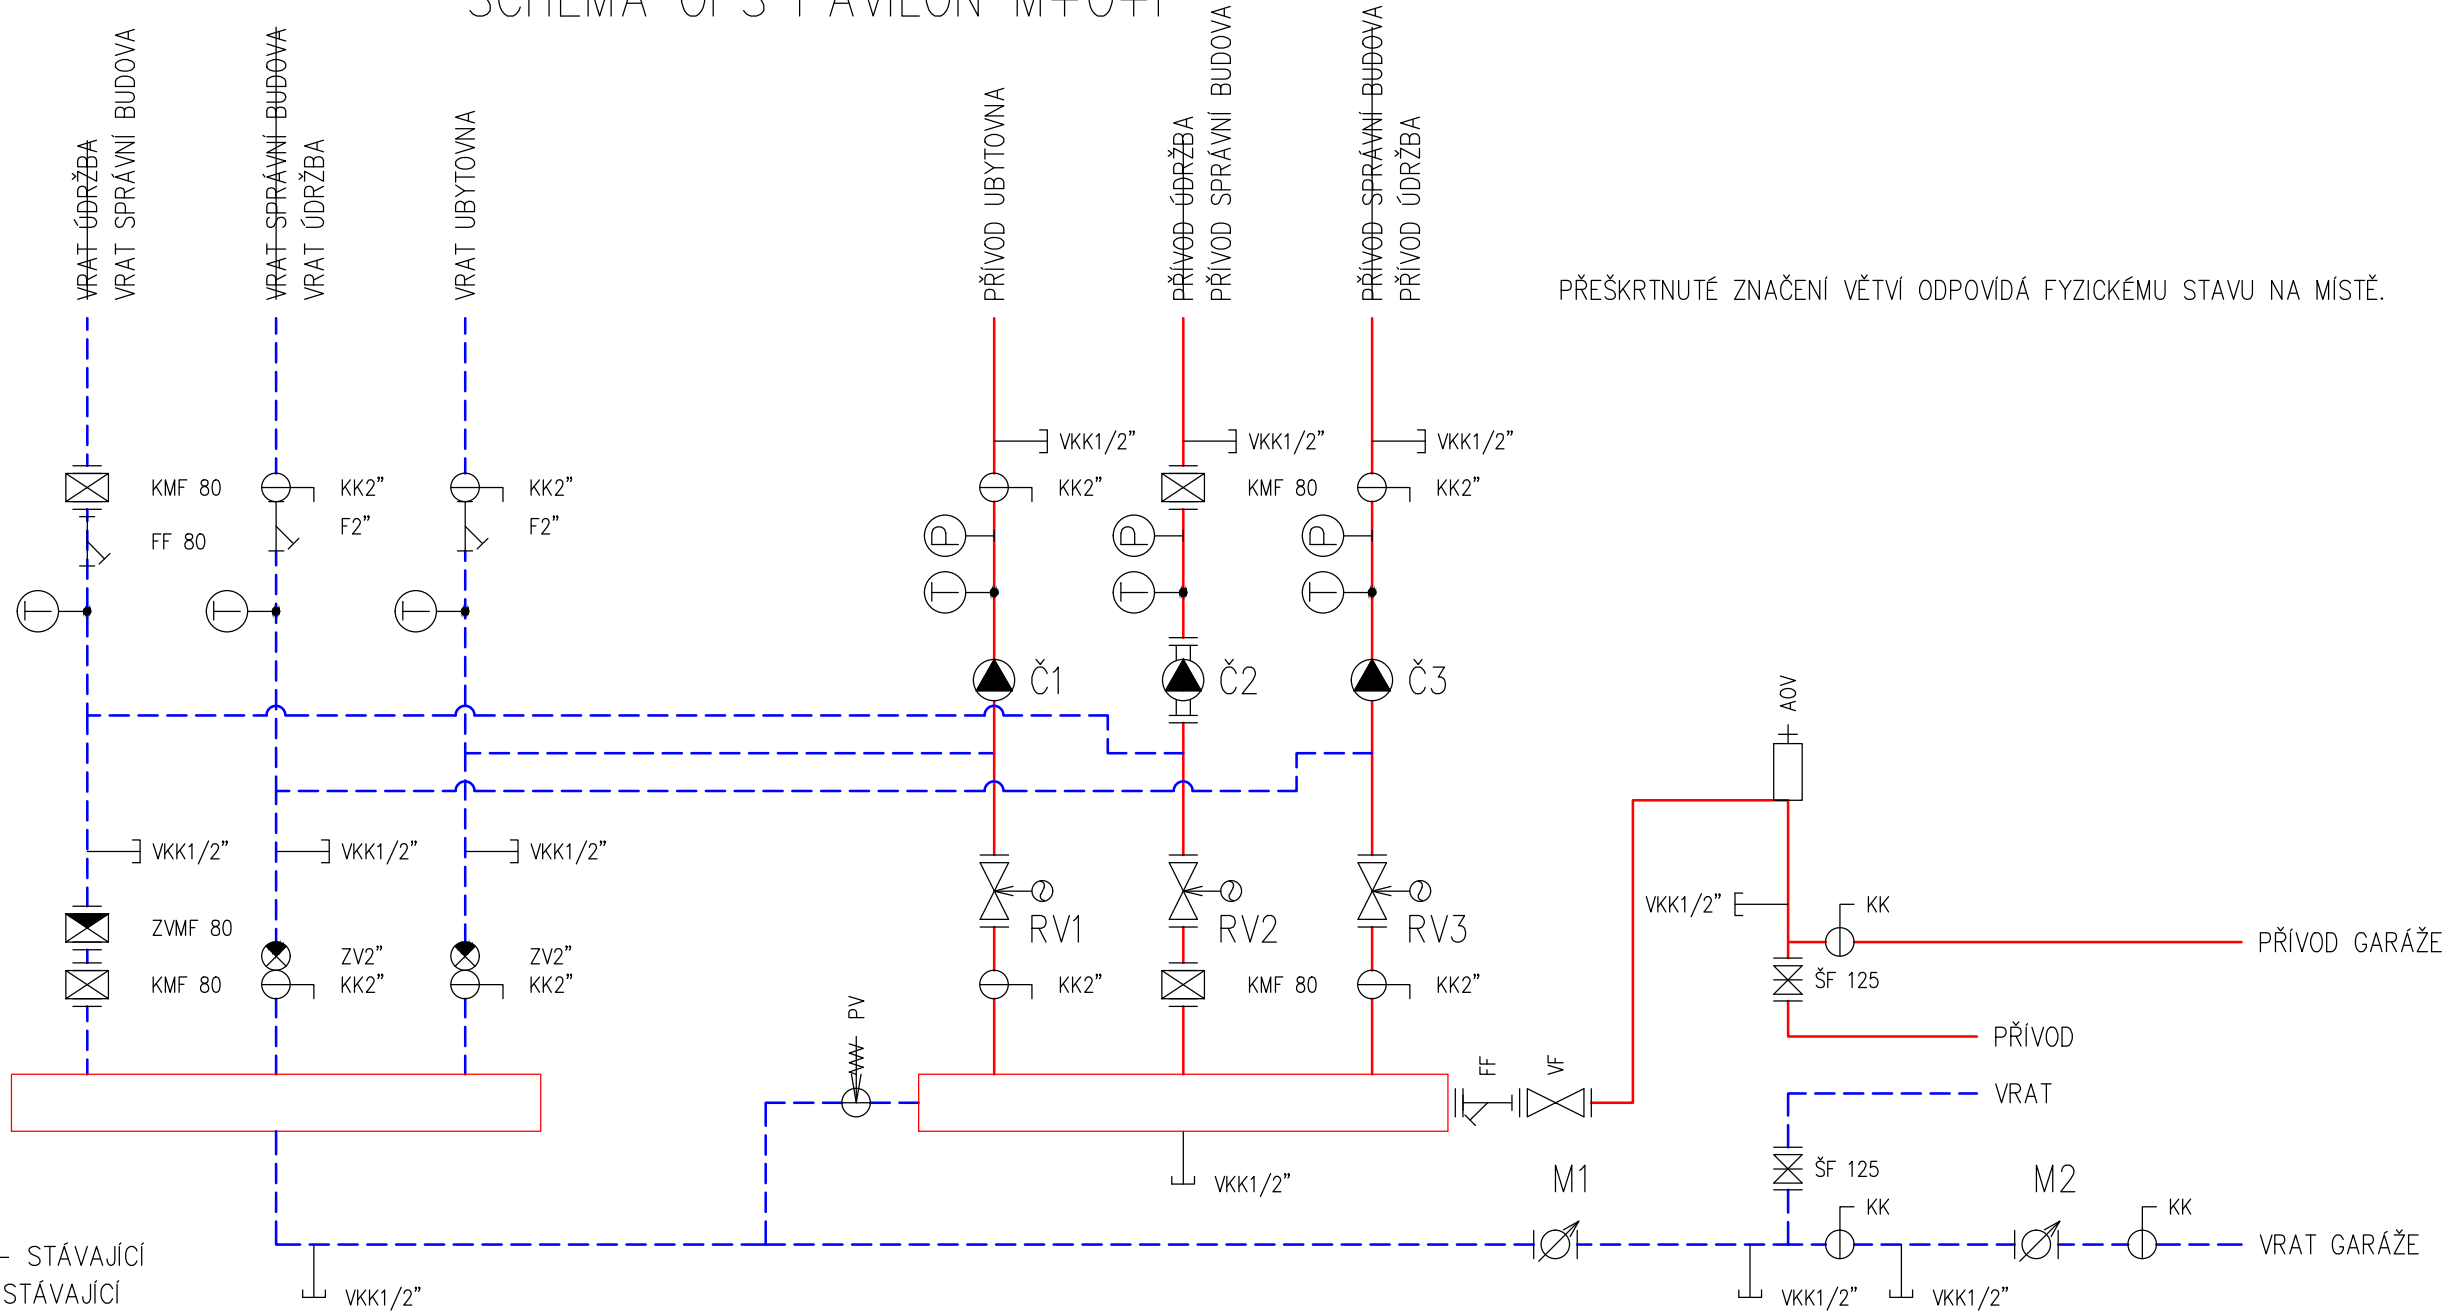 SCHÉMA OPS PAVILON M+O+P
VRAT ÚDRŽBA
VRAT SPRÁVNÍ BUDOVA
VRAT SPRÁVNÍ BUDOVA
VRAT ÚDRŽBA
VRAT UBYTOVNA
PŘÍVOD UBYTOVNA
PŘÍVOD ÚDRŽBA
PŘÍVOD SPRÁVNÍ BUDOVA
PŘÍVOD SPRÁVNÍ BUDOVA
PŘÍVOD ÚDRŽBA
PŘEŠKRTNUTÉ ZNAČENÍ VĚTVÍ ODPOVÍDÁ FYZICKÉMU STAVU NA MÍSTĚ.
VKK1/2" VKK1/2" VKK1/2"
KMF 80 KK2" KK2" KK2" KMF 80 KK2"
FF 80 F2" F2"
P P P
T T T
T T T
Č1 Č2 Č3
AOV
VKK1/2" VKK1/2" VKK1/2"
VKK1/2" KK
RV1 RV2 RV3
ZVMF 80 ZV2" ZV2"
PŘÍVOD GARÁŽE
KMF 80 KK2" KK2" KK2" KMF 80 KK2"
ŠF 125
PV
PŘÍVOD
FF VF
VRAT
ŠF 125
VKK1/2"
M1 M2
KK KK
VRAT GARÁŽE
- STÁVAJÍCÍ
STÁVAJÍCÍ
VKK1/2" VKK1/2" VKK1/2"